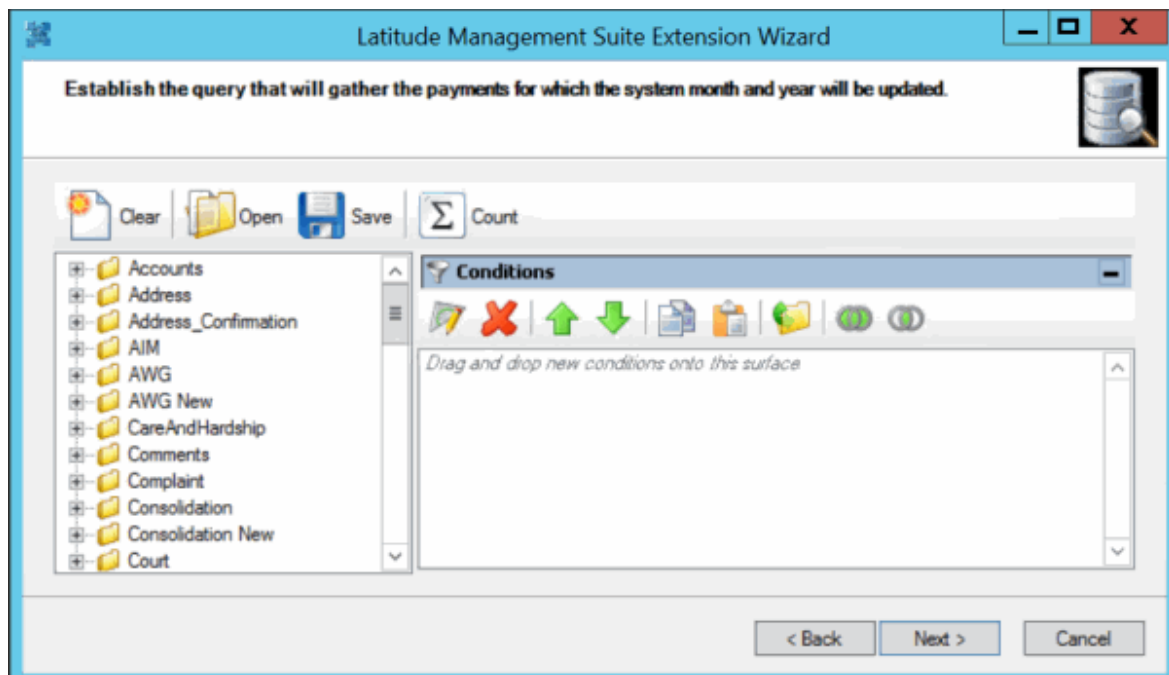 Latitude Management Suite Extension Wizard
Establish the query that will gather the payments for which the system month and year will be updated.
Clear Open Save Σ Count
Accounts
Address
Address_Confirmation
AIM
AWG
AWG New
CareAndHardship
Comments
Complaint
Consolidation
Consolidation New
Court
Conditions
Drag and drop new conditions onto this surface
< Back Next > Cancel